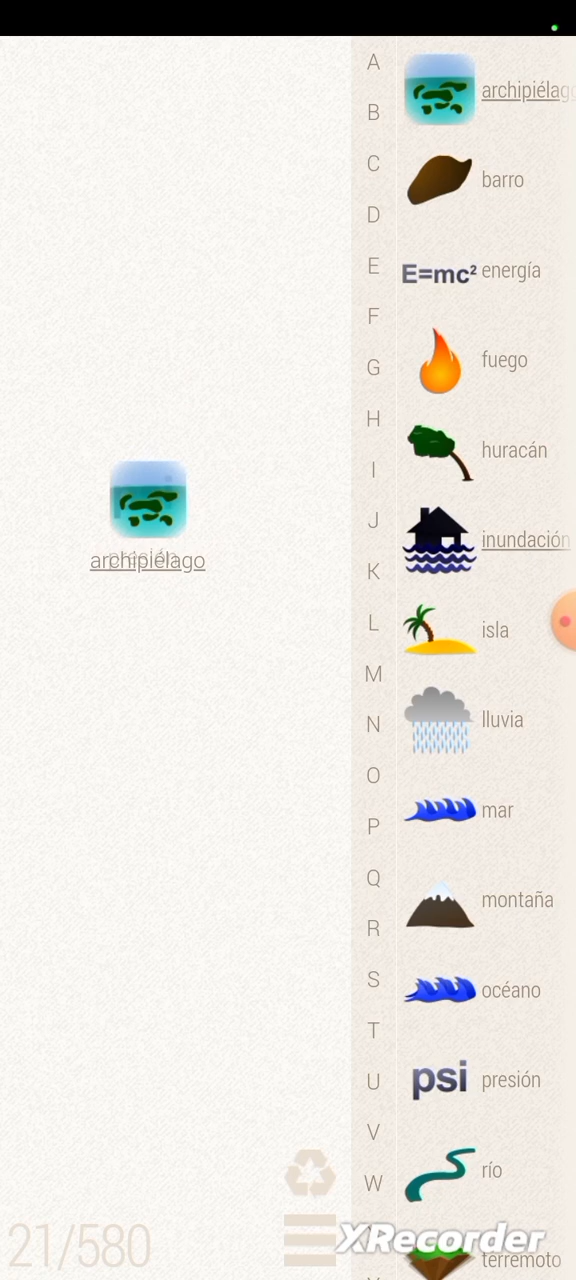 A
B
C
D
E
F
G
H
I
J
K
L
M
N
O
P
Q
R
S
T
U
V
W
archipiélago
barro
E=mc² energía
fuego
huracán
inundación
isla
lluvia
mar
montaña
océano
psi presión
río
terremoto
archipiélago
presión
21/580
XRecorder